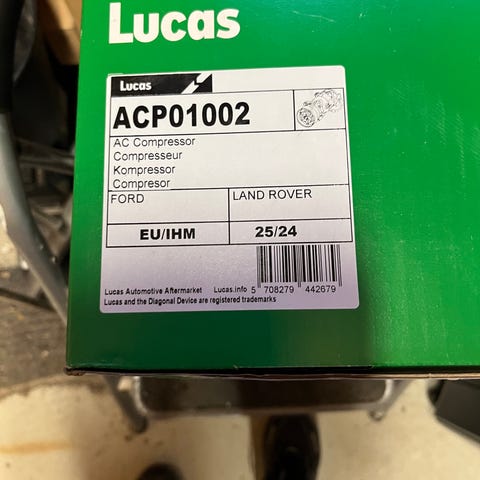 Lucas
Lucas
ACP01002
AC Compressor
Compresseur
Kompressor
Compresor
FORD LAND ROVER
EU/IHM 25/24
Lucas Automotive Aftermarket Lucas.info 5 708279 442679
Lucas and the Diagonal Device are registered trademarks